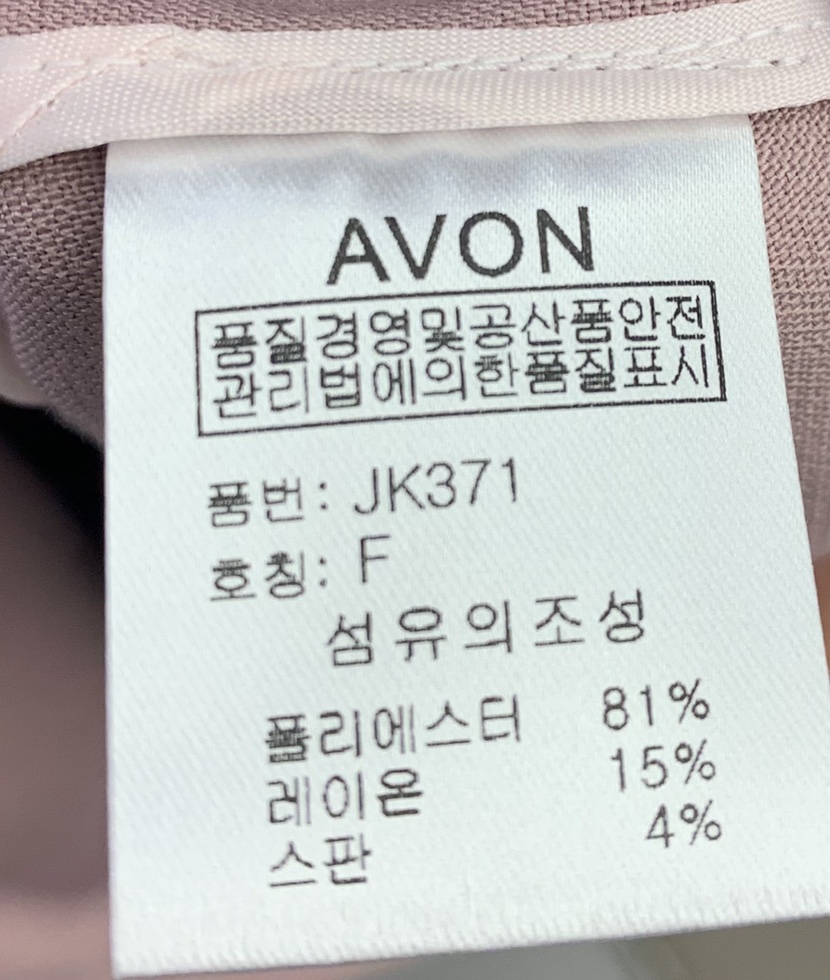 AVON
품질경영및공산품안전
관리법에의한품질표시
품번: JK371
호칭: F
섬유의조성
폴리에스터 81%
레이온 15%
스판 4%